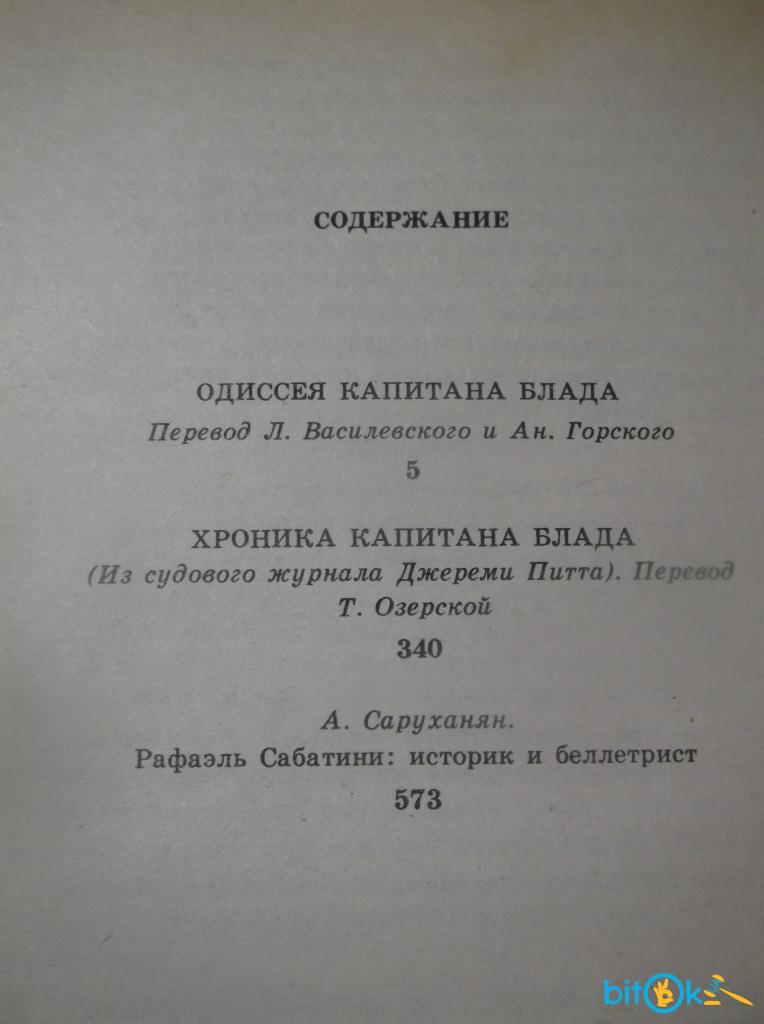 СОДЕРЖАНИЕ
ОДИССЕЯ КАПИТАНА БЛАДА
Перевод Л. Василевского и Ан. Горского
5
ХРОНИКА КАПИТАНА БЛАДА
(Из судового журнала Джереми Питта). Перевод
Т. Озерской
340
А. Саруханян.
Рафаэль Сабатини: историк и беллетрист
573
bitOk